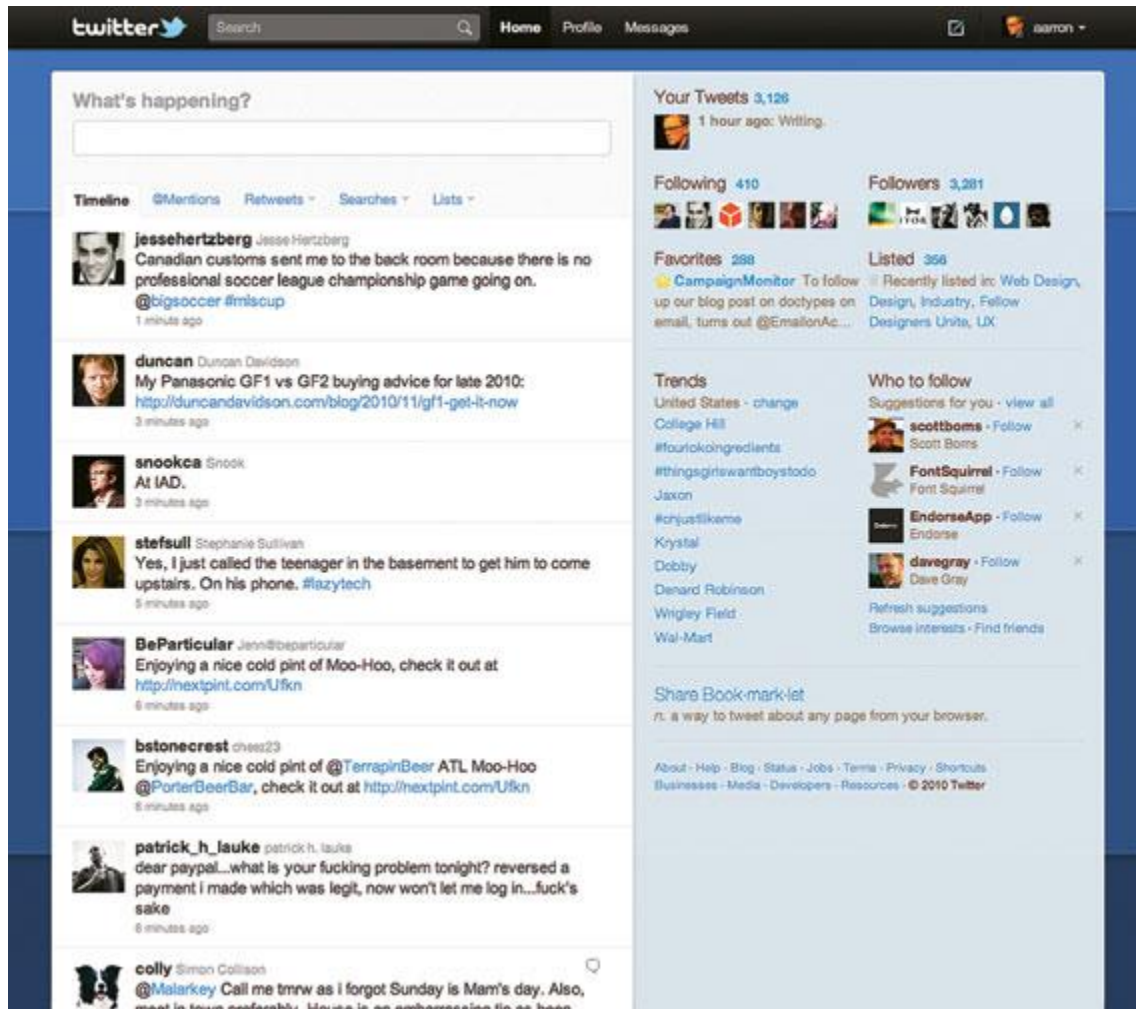 twitter
Search
Home Profile Messages
aarron
What's happening?
Timeline @Mentions Retweets Searches Lists
jessehertzberg Jesse Hertzberg
Canadian customs sent me to the back room because there is no
professional soccer league championship game going on.
@bigsoccer #mlscup
1 minute ago
duncan Duncan Davidson
My Panasonic GF1 vs GF2 buying advice for late 2010:
http://duncandavidson.com/blog/2010/11/gf1-get-it-now
3 minutes ago
snookca Snook
At IAD.
3 minutes ago
stefsull Stephanie Sullivan
Yes, I just called the teenager in the basement to get him to come
upstairs. On his phone. #lazytech
5 minutes ago
BeParticular Jenn@beparticular
Enjoying a nice cold pint of Moo-Hoo, check it out at
http://nextpint.com/Ufkn
6 minutes ago
bstonecrest cheez23
Enjoying a nice cold pint of @TerrapinBeer ATL Moo-Hoo
@PorterBeerBar, check it out at http://nextpint.com/Ufkn
6 minutes ago
patrick_h_lauke patrick h. lauke
dear paypal...what is your fucking problem tonight? reversed a
payment i made which was legit, now won't let me log in...fuck's
sake
6 minutes ago
colly Simon Collison
@Malarkey Call me tmrw as i forgot Sunday is Mam's day. Also,
Your Tweets 3,126
1 hour ago: Writing.
Following 410
Followers 3,281
Favorites 288
CampaignMonitor To follow
up our blog post on doctypes on
email, turns out @EmailonAc...
Listed 356
Recently listed in: Web Design,
Design, Industry, Fellow
Designers Unite, UX
Trends
United States · change
College Hill
#fourlokoingredients
#thingsgirlswantboystodo
Jaxon
#cnjustlikeme
Krystal
Dobby
Denard Robinson
Wrigley Field
Wal-Mart
Who to follow
Suggestions for you · view all
scottboms · Follow
Scott Boms
FontSquirrel · Follow
Font Squirrel
EndorseApp · Follow
Endorse
davegray · Follow
Dave Gray
Refresh suggestions
Browse interests · Find friends
Share Book·mark·let
n. a way to tweet about any page from your browser.
About · Help · Blog · Status · Jobs · Terms · Privacy · Shortcuts
Businesses · Media · Developers · Resources · © 2010 Twitter